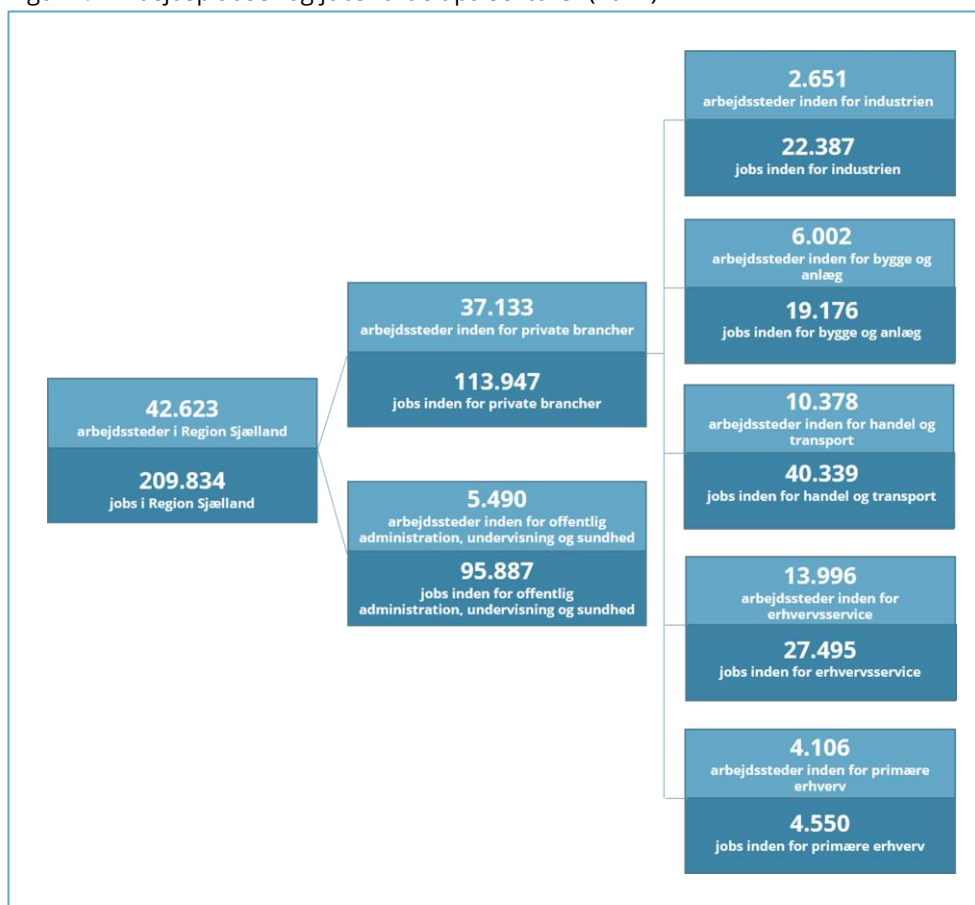 42.623
arbejdssteder i Region Sjælland
209.834
jobs i Region Sjælland
37.133
arbejdssteder inden for private brancher
113.947
jobs inden for private brancher
5.490
arbejdssteder inden for offentlig
administration, undervisning og sundhed
95.887
jobs inden for offentlig
administration, undervisning og sundhed
2.651
arbejdssteder inden for industrien
22.387
jobs inden for industrien
6.002
arbejdssteder inden for bygge og
anlæg
19.176
jobs inden for bygge og anlæg
10.378
arbejdssteder inden for handel og
transport
40.339
jobs inden for handel og transport
13.996
arbejdssteder inden for
erhvervsservice
27.495
jobs inden for erhvervsservice
4.106
arbejdssteder inden for primære
erhverv
4.550
jobs inden for primære erhverv